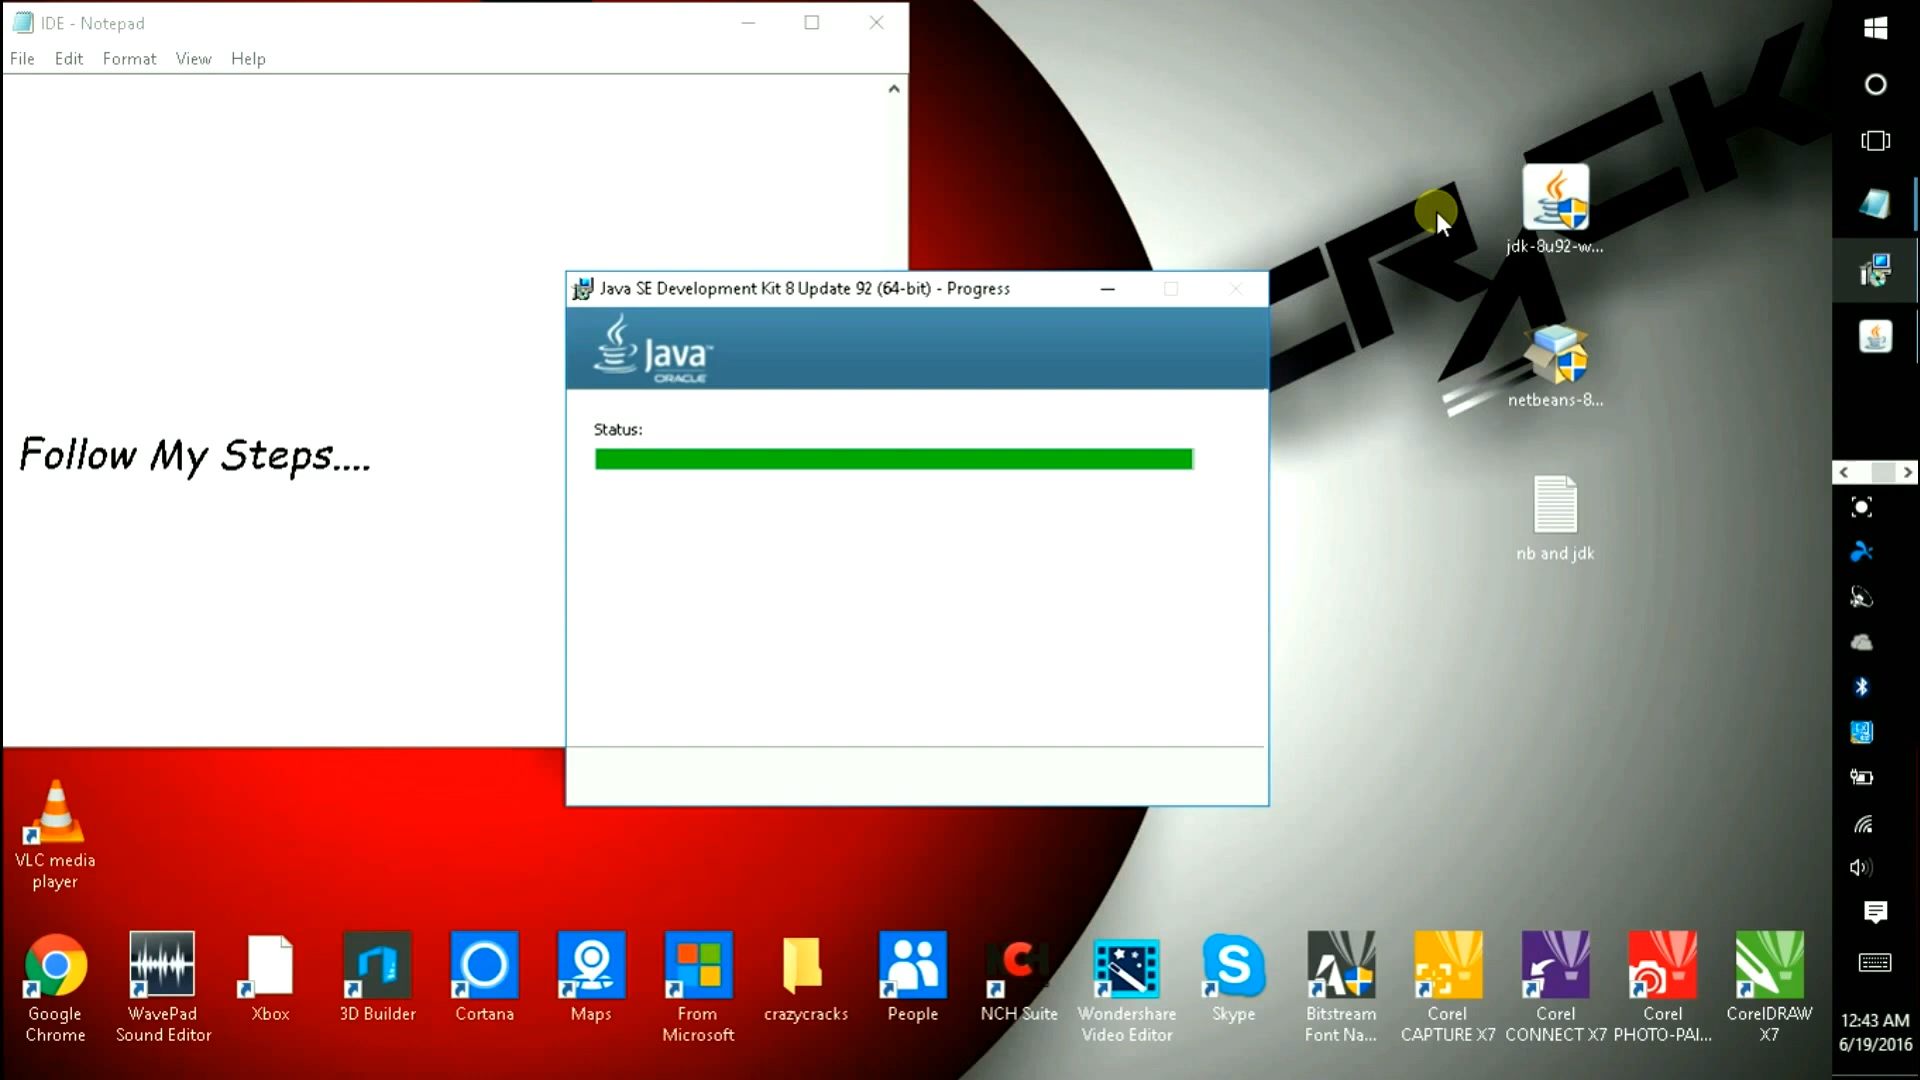 IDE - Notepad
File Edit Format View Help
Follow My Steps....
Java SE Development Kit 8 Update 92 (64-bit) - Progress
Java™
ORACLE
Status:
CRACK
jdk-8u92-w...
netbeans-8...
nb and jdk
VLC media
player
Google
Chrome
WavePad
Sound Editor
Xbox
3D Builder
Cortana
Maps
From
Microsoft
crazycracks
People
NCH
NCH Suite
Wondershare
Video Editor
Skype
Bitstream
Font Na...
Corel
CAPTURE X7
Corel
CONNECT X7
Corel
PHOTO-PAI...
CorelDRAW
X7
12:43 AM
6/19/2016